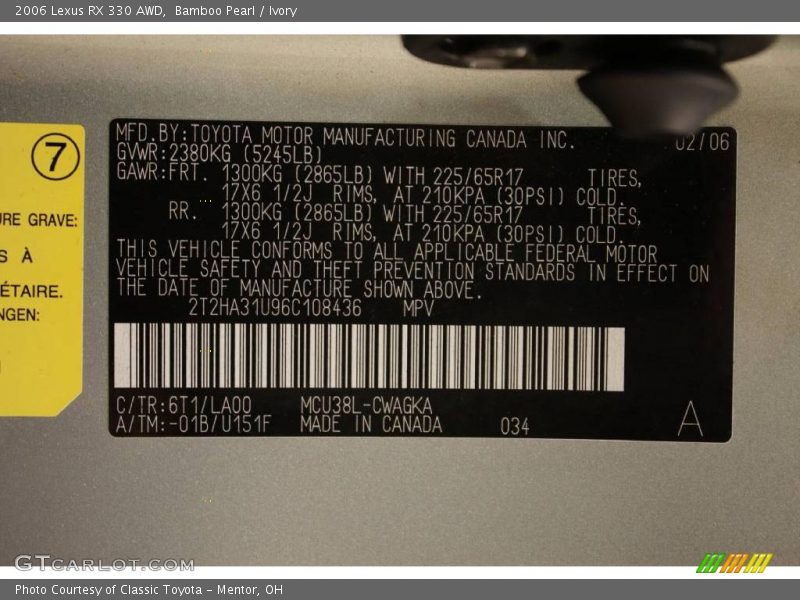 2006 Lexus RX 330 AWD, Bamboo Pearl / Ivory
MFD. BY: TOYOTA MOTOR MANUFACTURING CANADA INC. 02/06
GVWR: 2380KG (5245LB)
GAWR: FRT. 1300KG (2865LB) WITH 225/65R17 TIRES,
17X6 1/2J RIMS, AT 210KPA (30PSI) COLD.
RR. 1300KG (2865LB) WITH 225/65R17 TIRES,
17X6 1/2J RIMS, AT 210KPA (30PSI) COLD.
THIS VEHICLE CONFORMS TO ALL APPLICABLE FEDERAL MOTOR
VEHICLE SAFETY AND THEFT PREVENTION STANDARDS IN EFFECT ON
THE DATE OF MANUFACTURE SHOWN ABOVE.
2T2HA31U96C108436 MPV
C/TR: 6T1/LA00 MCU38L-CWAGKA
A/TM: -01B/U151F MADE IN CANADA 034 A
7
URE GRAVE:
S À
ÉTAIRE.
NGEN:
GTCARLOT.COM
Photo Courtesy of Classic Toyota - Mentor, OH